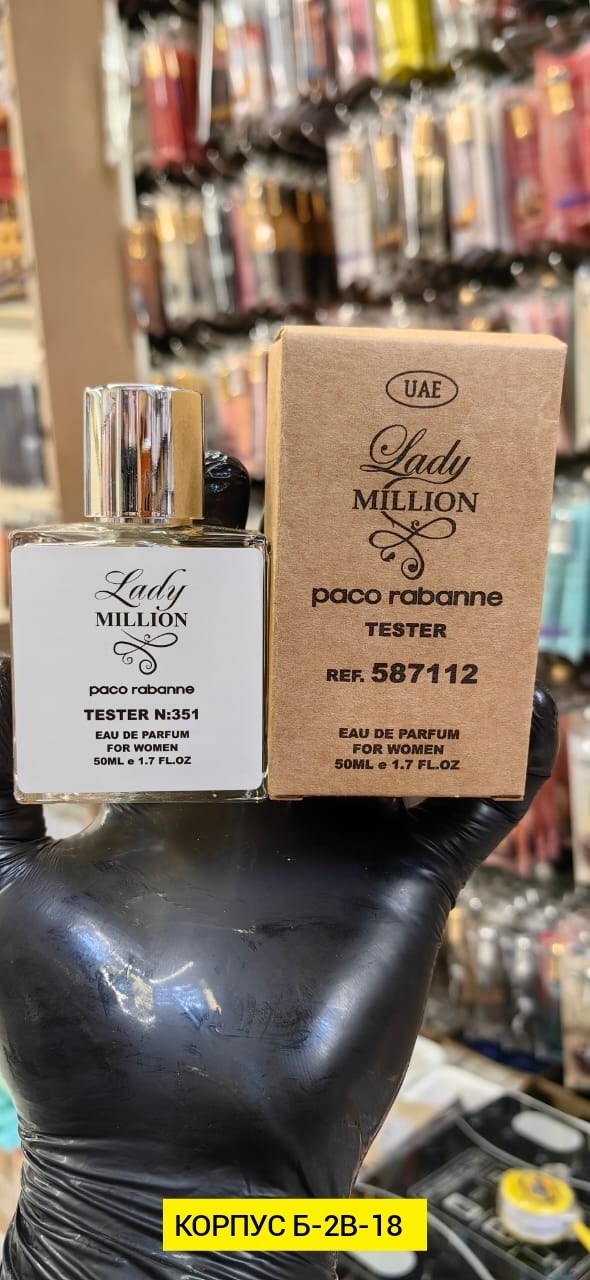 Lady
MILLION
paco rabanne
TESTER N:351
EAU DE PARFUM
FOR WOMEN
50ML e 1.7 FL.OZ
UAE
Lady
MILLION
paco rabanne
TESTER
REF. 587112
EAU DE PARFUM
FOR WOMEN
50ML e 1.7 FL.OZ
КОРПУС Б-2В-18